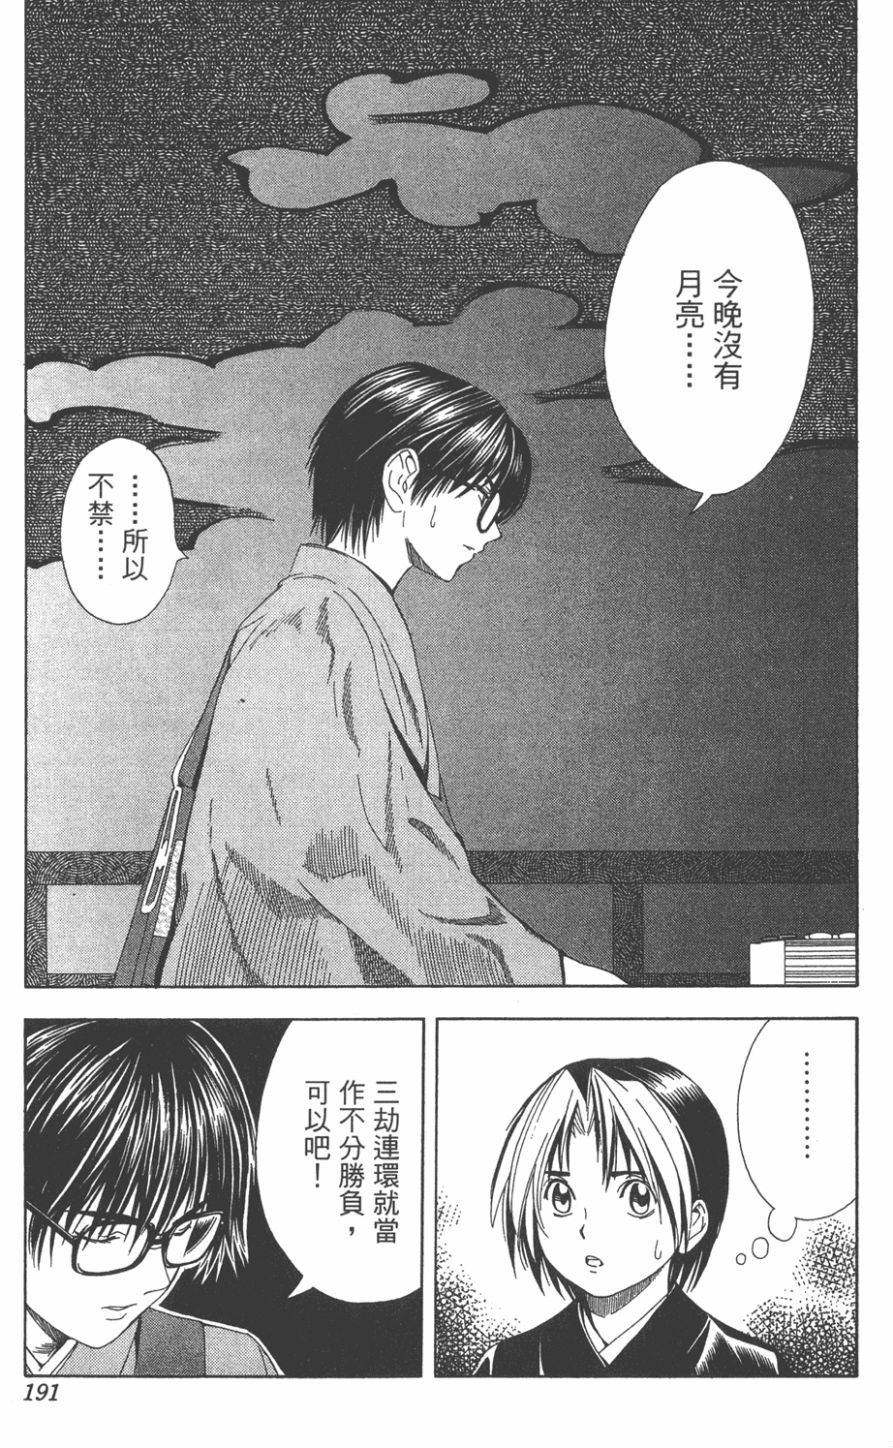 今晚沒有
月亮……
……所以
不禁……
…………
三劫連環就當
作不分勝負，
可以吧！
191